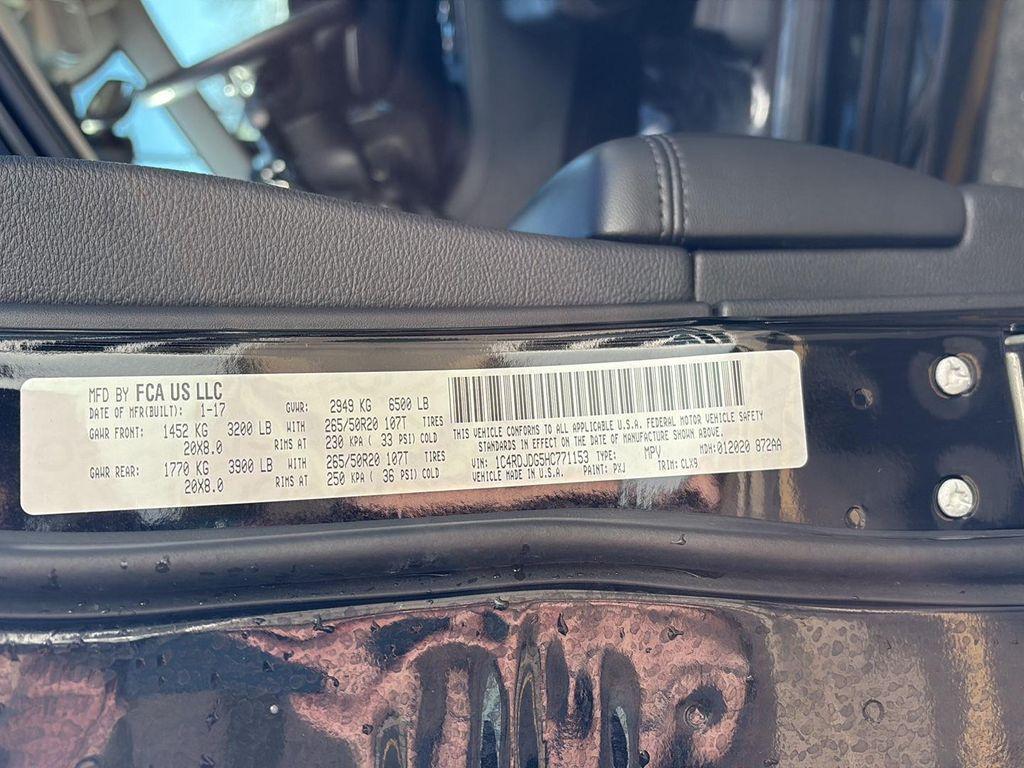 MFD BY FCA US LLC
DATE OF MFR(BUILT): 1-17 GVWR: 2949 KG 6500 LB
GAWR FRONT: 1452 KG 3200 LB WITH 265/50R20 107T TIRES
20X8.0 RIMS AT 230 KPA ( 33 PSI) COLD
GAWR REAR: 1770 KG 3900 LB WITH 265/50R20 107T TIRES
20X8.0 RIMS AT 250 KPA ( 36 PSI) COLD
THIS VEHICLE CONFORMS TO ALL APPLICABLE U.S.A. FEDERAL MOTOR VEHICLE SAFETY
STANDARDS IN EFFECT ON THE DATE OF MANUFACTURE SHOWN ABOVE.
VIN: 1C4RDJDG5HC771153 TYPE: MPV MDH: 012020 872AA
VEHICLE MADE IN U.S.A. PAINT: PXJ TRIM: CLX9